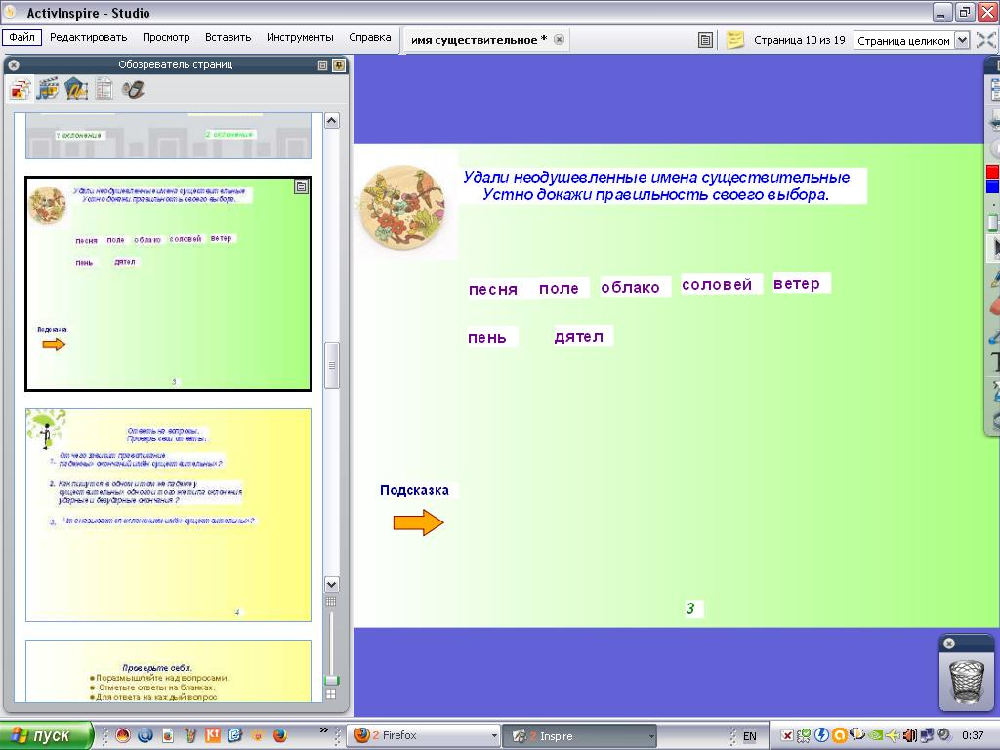 ActivInspire - Studio
Файл Редактировать Просмотр Вставить Инструменты Справка
имя существительное *
Страница 10 из 19
Страница целиком
Обозреватель страниц
1 склонение 2 склонение
Удали неодушевленные имена существительные
Устно докажи правильность своего выбора.
песня поле облако соловей ветер
пень дятел
Подсказка
3
Ответь на вопросы.
Проверь свои ответы.
1. От чего зависит правописание
падежных окончаний имён существительных?
2. Как пишутся в одном и том же падеже у
существительных одного и того же типа склонения
ударные и безударные окончания ?
3. Что называется склонением имён существительных?
4
Проверьте себя.
Поразмышляйте над вопросами.
Отметьте ответы на бланках.
Для ответа на каждый вопрос
Удали неодушевленные имена существительные
Устно докажи правильность своего выбора.
песня поле облако соловей ветер
пень дятел
Подсказка
3
пуск
2 Firefox
2 Inspire
EN
0:37